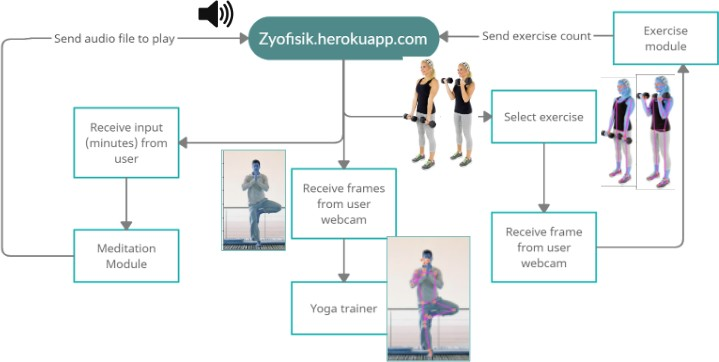 Send audio file to play
Zyofisik.herokuapp.com
Send exercise count
Exercise
module
Receive input
(minutes) from
user
Select exercise
Receive frames
from user
webcam
Receive frame
from user
webcam
Meditation
Module
Yoga trainer